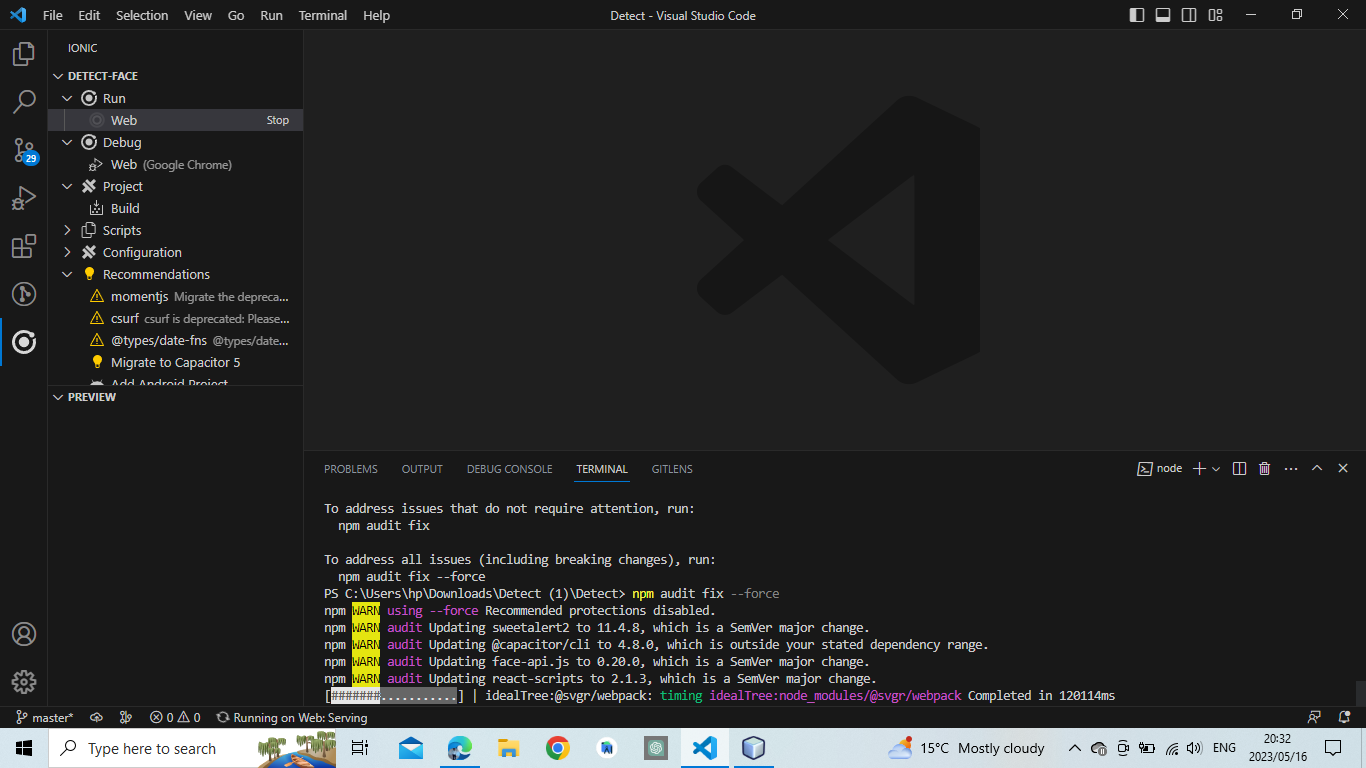 File Edit Selection View Go Run Terminal Help
Detect - Visual Studio Code
IONIC
DETECT-FACE
Run
Web Stop
Debug
Web (Google Chrome)
Project
Build
Scripts
Configuration
Recommendations
momentjs Migrate the depreca...
csurf csurf is deprecated: Please...
@types/date-fns @types/date...
Migrate to Capacitor 5
Add Android Project
PREVIEW
29
PROBLEMS OUTPUT DEBUG CONSOLE TERMINAL GITLENS
node
To address issues that do not require attention, run:
npm audit fix
To address all issues (including breaking changes), run:
npm audit fix --force
PS C:\Users\hp\Downloads\Detect (1)\Detect> npm audit fix --force
npm WARN using --force Recommended protections disabled.
npm WARN audit Updating sweetalert2 to 11.4.8, which is a SemVer major change.
npm WARN audit Updating @capacitor/cli to 4.8.0, which is outside your stated dependency range.
npm WARN audit Updating face-api.js to 0.20.0, which is a SemVer major change.
npm WARN audit Updating react-scripts to 2.1.3, which is a SemVer major change.
[#######...........] | idealTree:@svgr/webpack: timing idealTree:node_modules/@svgr/webpack Completed in 120114ms
master* 0 0 Running on Web: Serving
Type here to search
15°C Mostly cloudy
ENG
20:32
2023/05/16